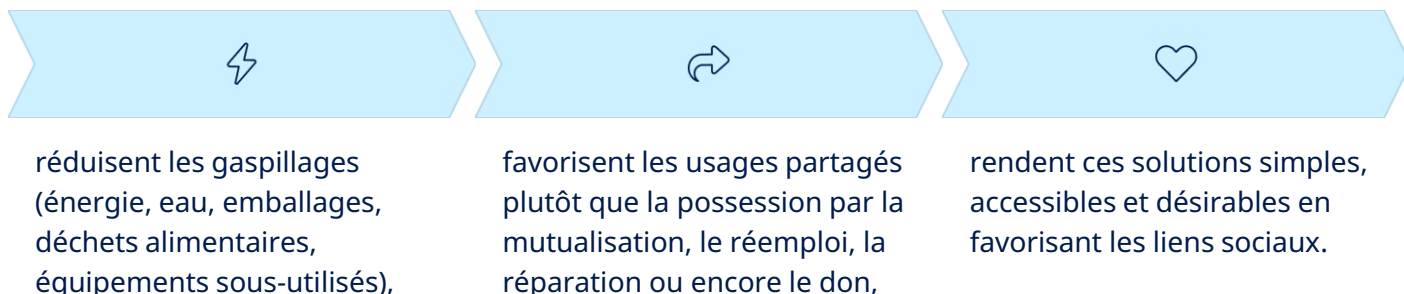 réduisent les gaspillages
(énergie, eau, emballages,
déchets alimentaires,
équipements sous-utilisés),
favorisent les usages partagés
plutôt que la possession par la
mutualisation, le réemploi, la
réparation ou encore le don,
rendent ces solutions simples,
accessibles et désirables en
favorisant les liens sociaux.